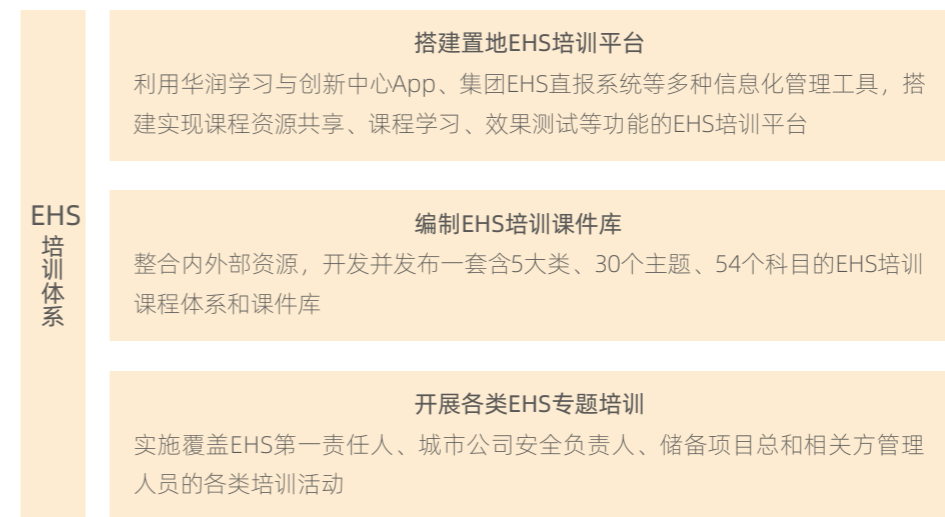 EHS
培训体系
搭建置地EHS培训平台
利用华润学习与创新中心App、集团EHS直报系统等多种信息化管理工具，搭
建实现课程资源共享、课程学习、效果测试等功能的EHS培训平台
编制EHS培训课件库
整合内外部资源，开发并发布一套含5大类、30个主题、54个科目的EHS培训
课程体系和课件库
开展各类EHS专题培训
实施覆盖EHS第一责任人、城市公司安全负责人、储备项目总和相关方管理
人员的各类培训活动